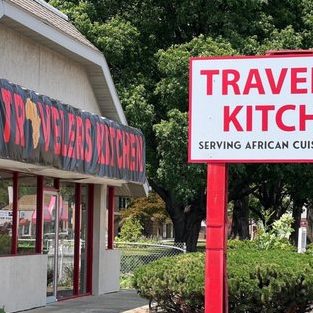 TRAVELERS KITCHEN
TRAVE
KITCH
SERVING AFRICAN CUIS